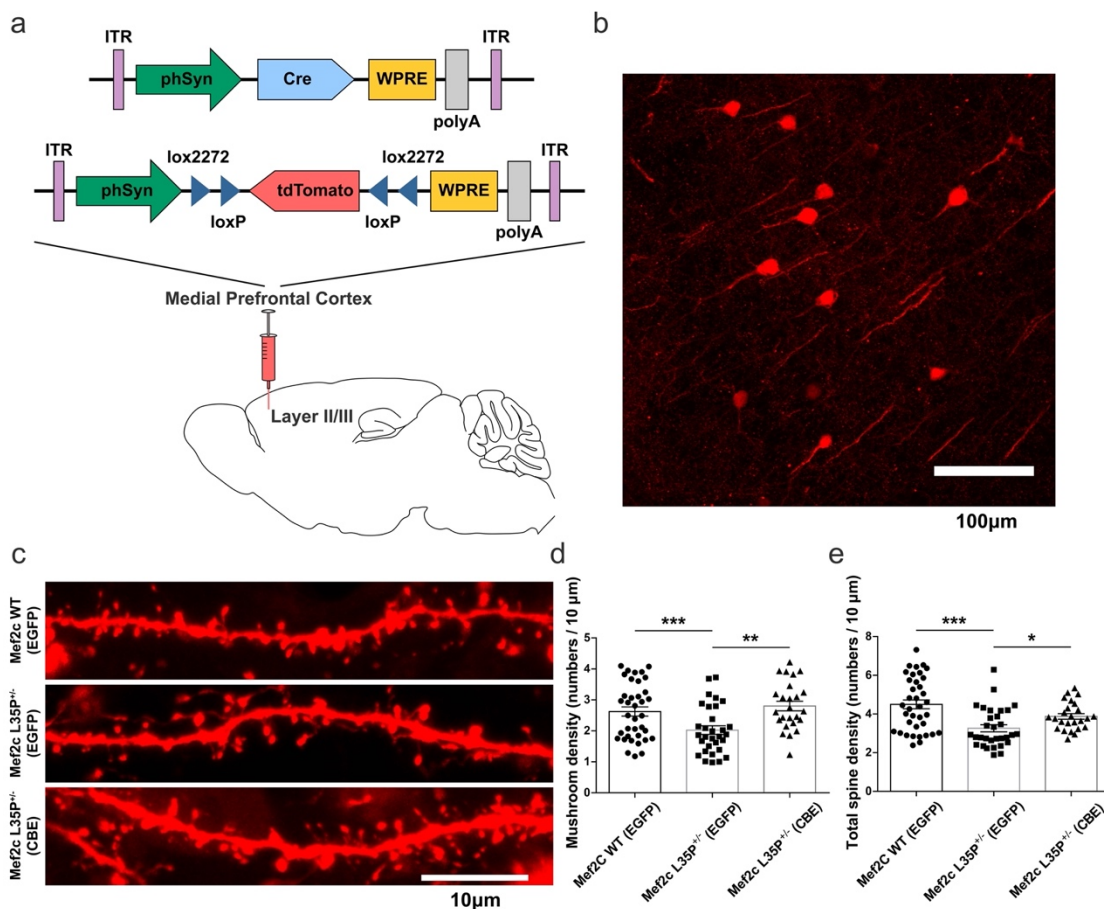 a
ITR
ITR
phSyn
Cre
WPRE
polyA
ITR
lox2272
lox2272
ITR
phSyn
tdTomato
WPRE
loxP
loxP
polyA
Medial Prefrontal Cortex
Layer II/III
b
100μm
c
Mef2c WT
(EGFP)
Mef2c L35P+/-
(EGFP)
Mef2c L35P+/-
(CBE)
10μm
d
Mushroom density (numbers / 10 μm)
5
4
3
2
1
0
***
**
Mef2C WT (EGFP)
Mef2c L35P+/- (EGFP)
Mef2c L35P+/- (CBE)
e
Total spine density (numbers / 10 μm)
8
6
4
2
0
***
*
Mef2C WT (EGFP)
Mef2c L35P+/- (EGFP)
Mef2c L35P+/- (CBE)